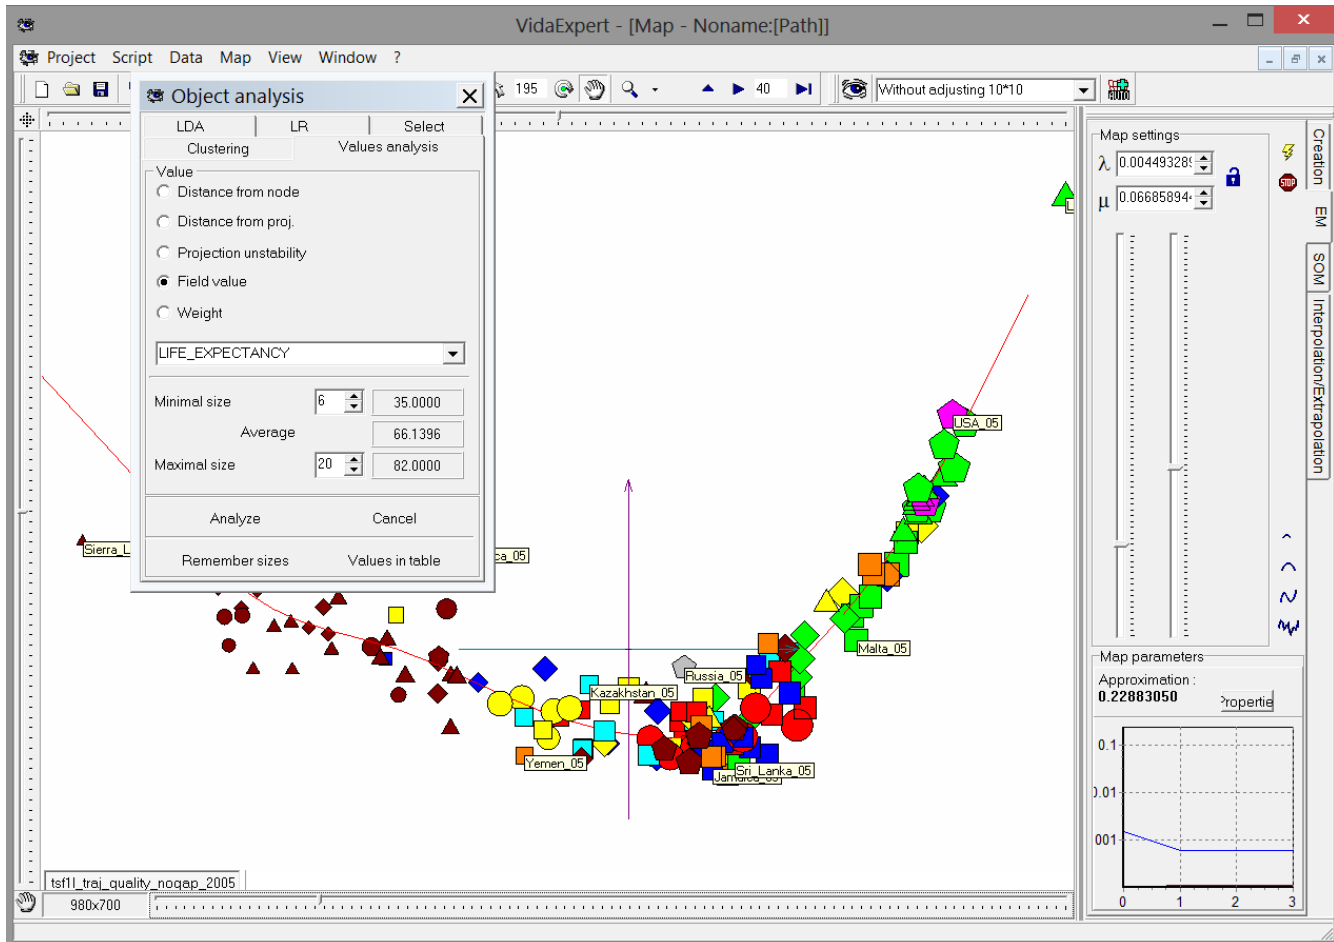 VidaExpert - [Map - Noname:[Path]]
Project Script Data Map View Window ?
195
40
Without adjusting 10*10
Object analysis
LDA LR Select
Clustering Values analysis
Value
Distance from node
Distance from proj.
Projection unstability
Field value
Weight
LIFE_EXPECTANCY
Minimal size 6 35.0000
Average 66.1396
Maximal size 20 82.0000
Analyze Cancel
Remember sizes Values in table
Sierra_L
ca_05
USA_05
Malta_05
Russia_05
Kazakhstan_05
Yemen_05
Sri_Lanka_05
tsf1l_traj_quality_nogap_2005
980x700
Map settings
λ 0.00449328
μ 0.06685894
STOP
Creation
EM
SOM
Interpolation/Extrapolation
Map parameters
Approximation :
0.22883050
Propertie
0.1
0.01
001
0 1 2 3